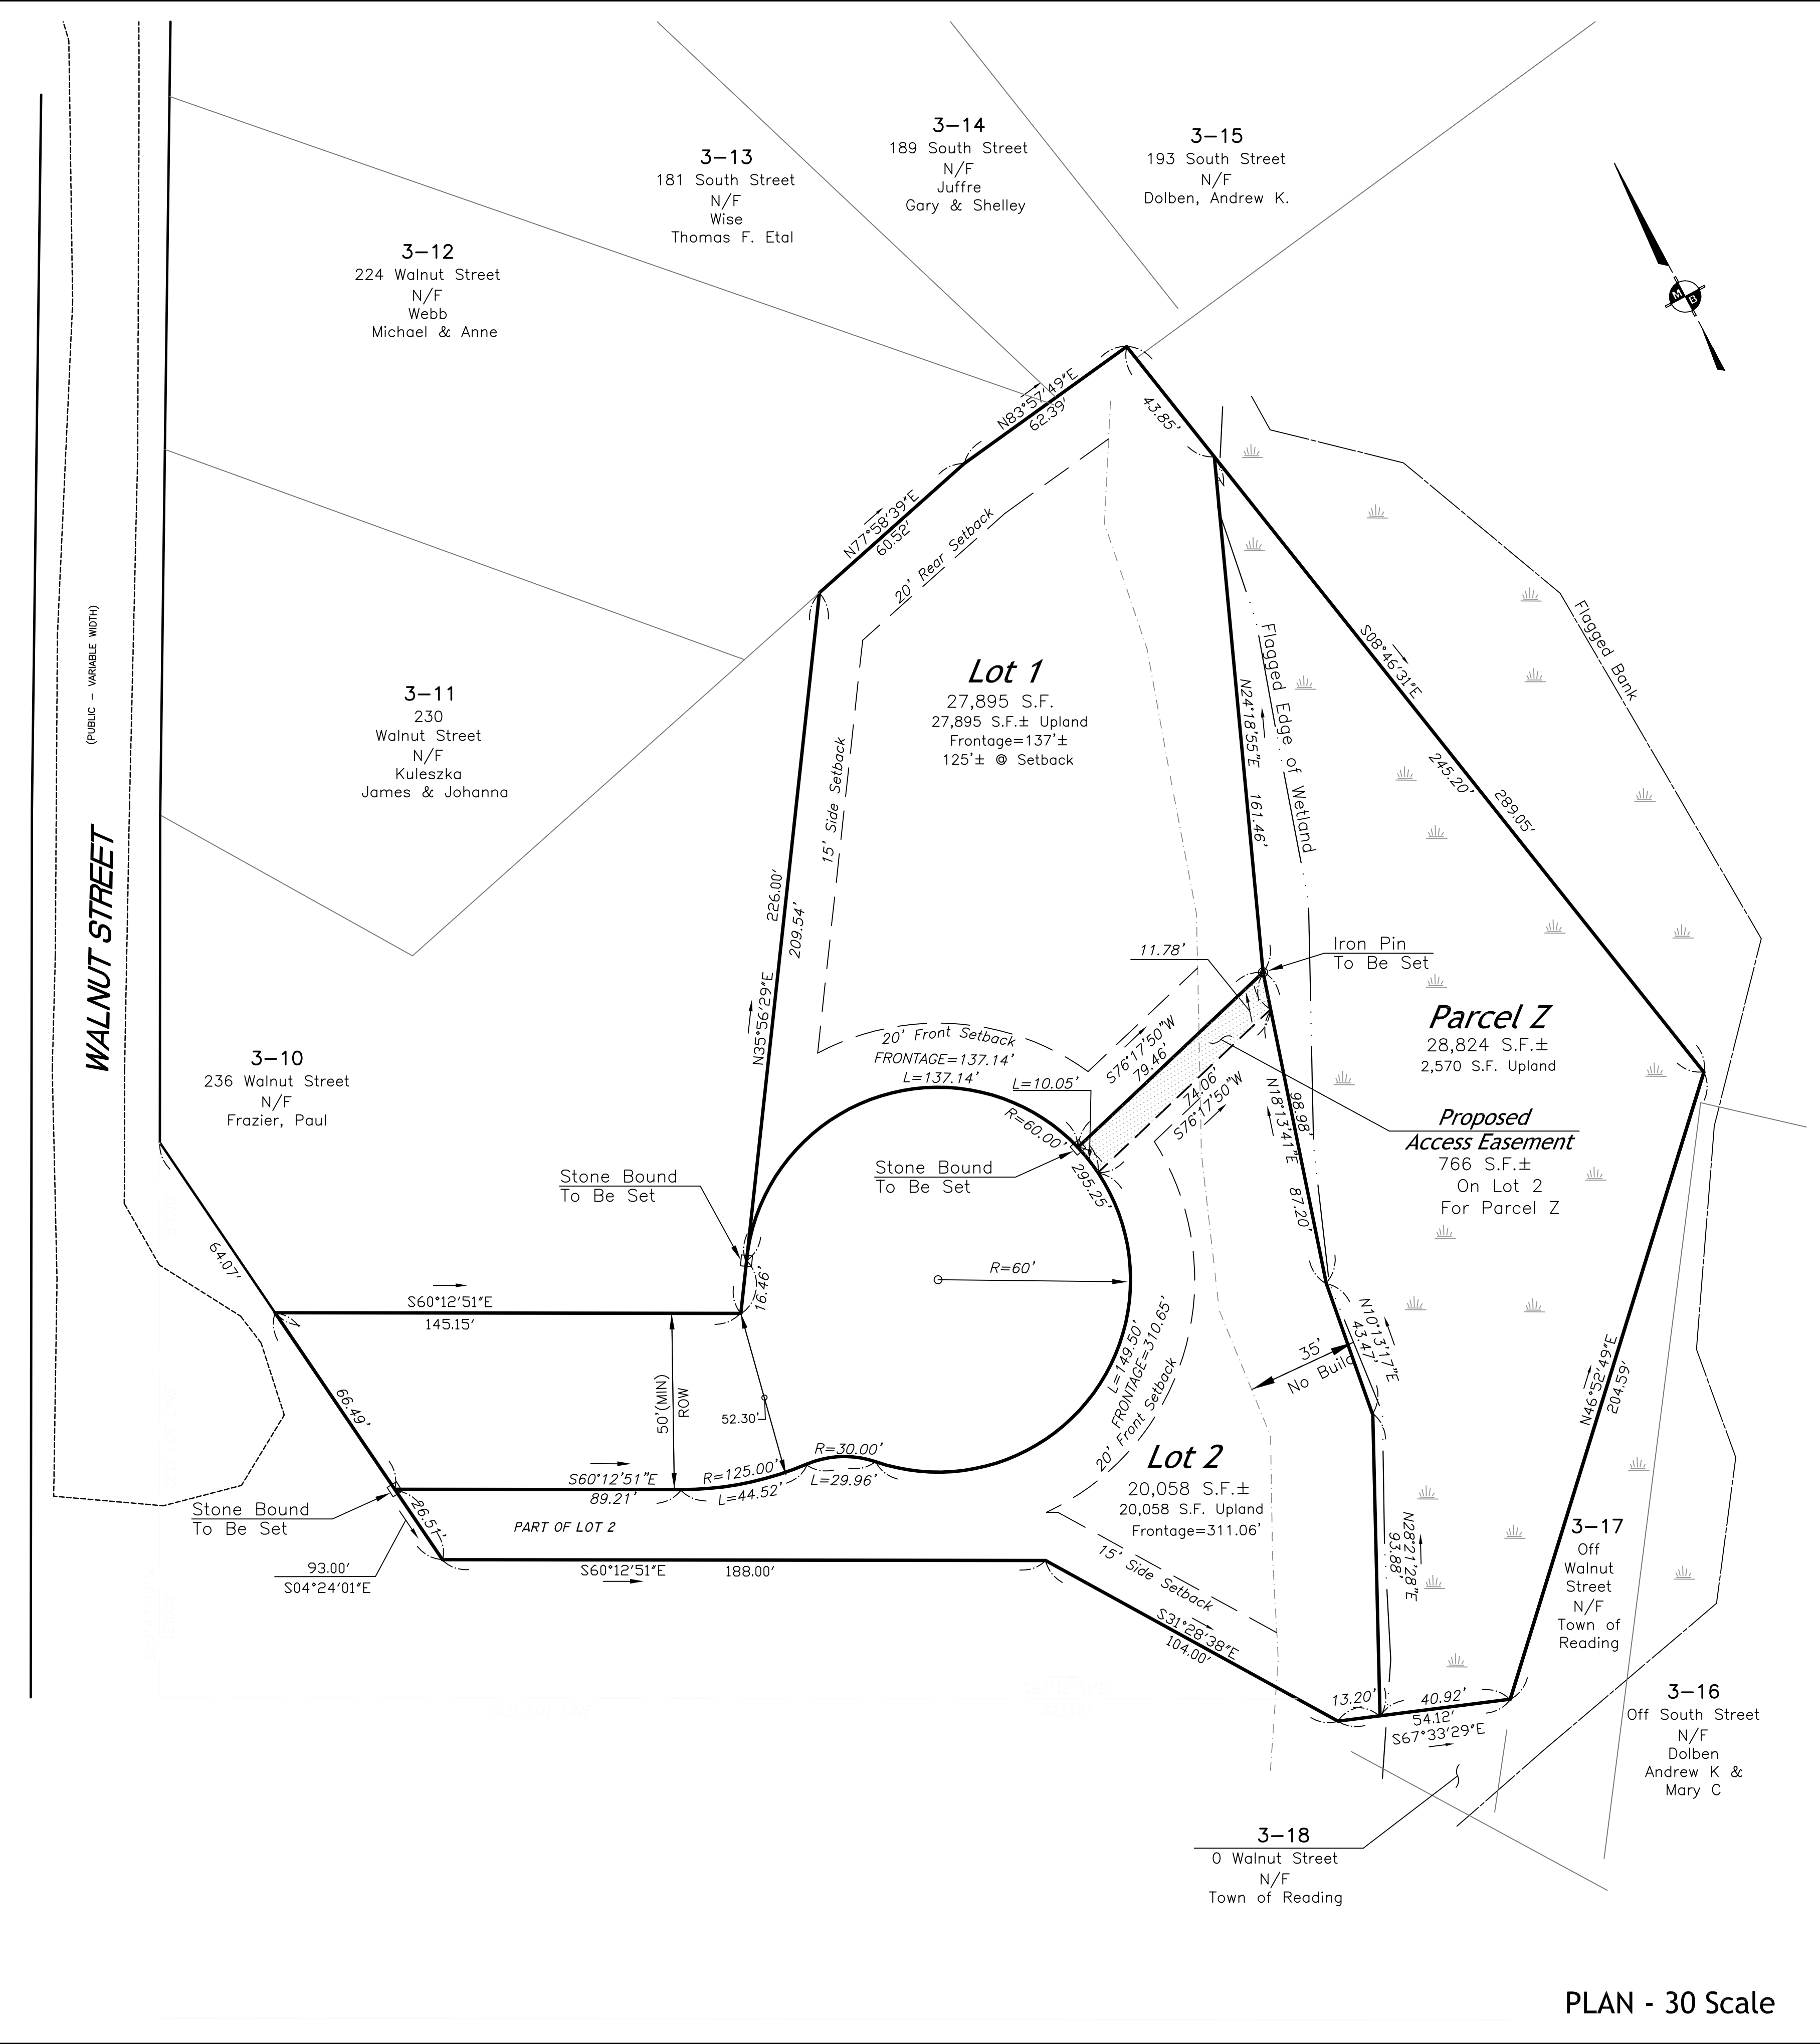 3-14
189 South Street
N/F
Juffre
Gary & Shelley
3-15
193 South Street
N/F
Dolben, Andrew K.
3-13
181 South Street
N/F
Wise
Thomas F. Etal
3-12
224 Walnut Street
N/F
Webb
Michael & Anne
M
B
N83°57'49"E
62.39'
43.85'
N77°58'39"E
60.52'
20' Rear Setback
(PUBLIC - VARIABLE WIDTH)
WALNUT STREET
Lot 1
27,895 S.F.
27,895 S.F.± Upland
Frontage=137'±
125'± @ Setback
3-11
230
Walnut Street
N/F
Kuleszka
James & Johanna
15' Side Setback
226.00'
209.54'
N35°56'29"E
N24°18'55"E
161.46'
Flagged Edge of Wetland
S08°46'31"E
245.20'
289.05'
Flagged Bank
11.78'
Iron Pin
To Be Set
Parcel Z
28,824 S.F.±
2,570 S.F. Upland
3-10
236 Walnut Street
N/F
Frazier, Paul
20' Front Setback
FRONTAGE=137.14'
L=137.14'
L=10.05'
S76°17'50"W
79.46'
74.06'
S76°17'50"W
R=60.00'
295.25'
N18°13'41"E
98.98'
87.20'
Proposed
Access Easement
766 S.F.±
On Lot 2
For Parcel Z
Stone Bound
To Be Set
Stone Bound
To Be Set
64.07'
16.46'
R=60'
S60°12'51"E
145.15'
66.49'
50'(MIN)
ROW
52.30'
L=149.50'
FRONTAGE=310.65'
20' Front Setback
35'
No Build
N10°13'17"E
43.47'
N46°52'49"E
204.59'
R=30.00'
L=29.96'
R=125.00'
L=44.52'
S60°12'51"E
89.21'
Stone Bound
To Be Set
26.51'
PART OF LOT 2
Lot 2
20,058 S.F.±
20,058 S.F. Upland
Frontage=311.06'
93.00'
S04°24'01"E
S60°12'51"E
188.00'
15' Side Setback
S31°28'38"E
104.00'
N28°21'28"E
93.88'
3-17
Off
Walnut
Street
N/F
Town of
Reading
13.20'
40.92'
54.12'
S67°33'29"E
3-16
Off South Street
N/F
Dolben
Andrew K &
Mary C
3-18
0 Walnut Street
N/F
Town of Reading
PLAN - 30 Scale